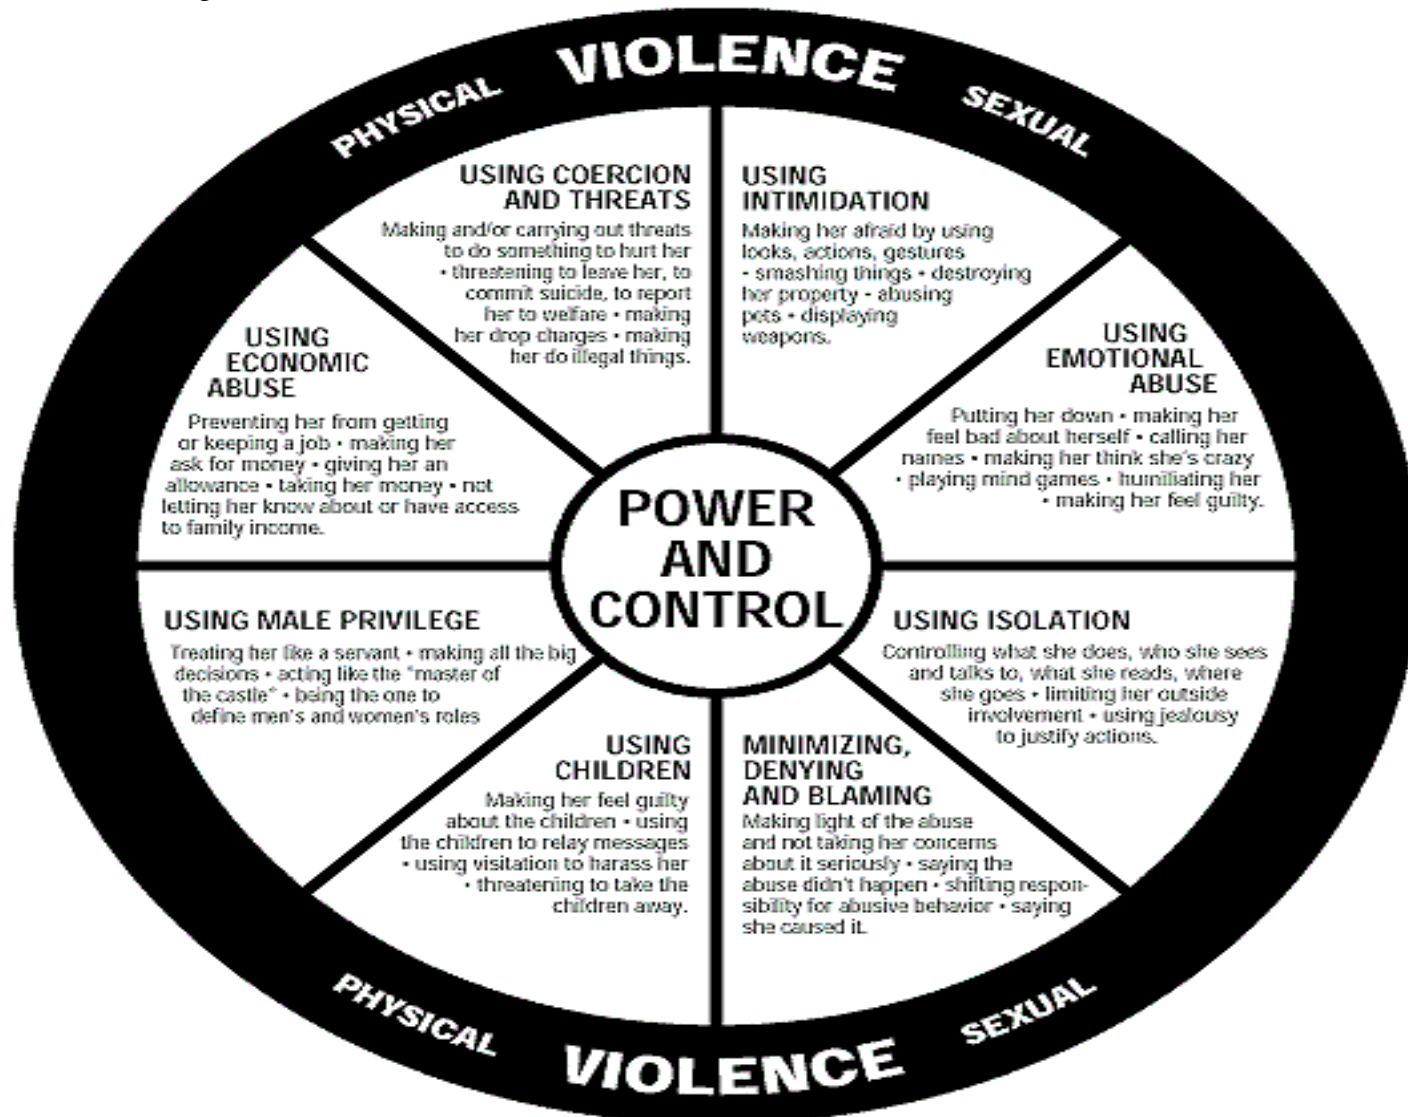 PHYSICAL VIOLENCE SEXUAL
USING COERCION
AND THREATS
Making and/or carrying out threats
to do something to hurt her
• threatening to leave her, to
commit suicide, to report
her to welfare • making
her drop charges • making
her do illegal things.
USING
INTIMIDATION
Making her afraid by using
looks, actions, gestures
• smashing things • destroying
her property • abusing
pets • displaying
weapons.
USING
ECONOMIC
ABUSE
Preventing her from getting
or keeping a job • making her
ask for money • giving her an
allowance • taking her money • not
letting her know about or have access
to family income.
USING
EMOTIONAL
ABUSE
Putting her down • making her
feel bad about herself • calling her
names • making her think she's crazy
• playing mind games • humiliating her
• making her feel guilty.
POWER
AND
CONTROL
USING MALE PRIVILEGE
Treating her like a servant • making all the big
decisions • acting like the "master of
the castle" • being the one to
define men's and women's roles
USING ISOLATION
Controlling what she does, who she sees
and talks to, what she reads, where
she goes • limiting her outside
involvement • using jealousy
to justify actions.
USING
CHILDREN
Making her feel guilty
about the children • using
the children to relay messages
• using visitation to harass her
• threatening to take the
children away.
MINIMIZING,
DENYING
AND BLAMING
Making light of the abuse
and not taking her concerns
about it seriously • saying the
abuse didn't happen • shifting respon-
sibility for abusive behavior • saying
she caused it.
PHYSICAL VIOLENCE SEXUAL